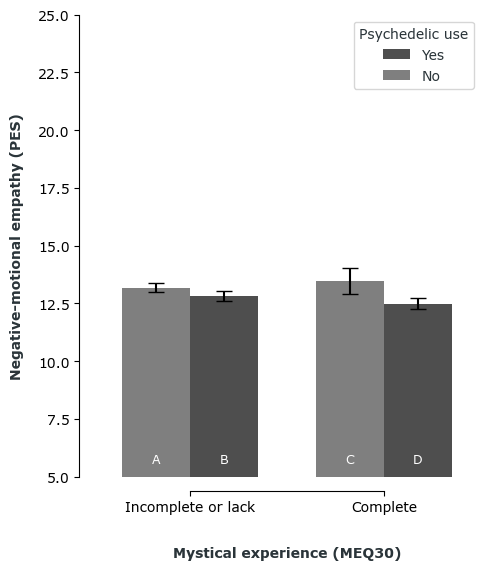 25.0
22.5
20.0
17.5
15.0
12.5
10.0
7.5
5.0
Negative–motional empathy (PES)
Psychedelic use
Yes
No
A
B
C
D
Incomplete or lack
Complete
Mystical experience (MEQ30)